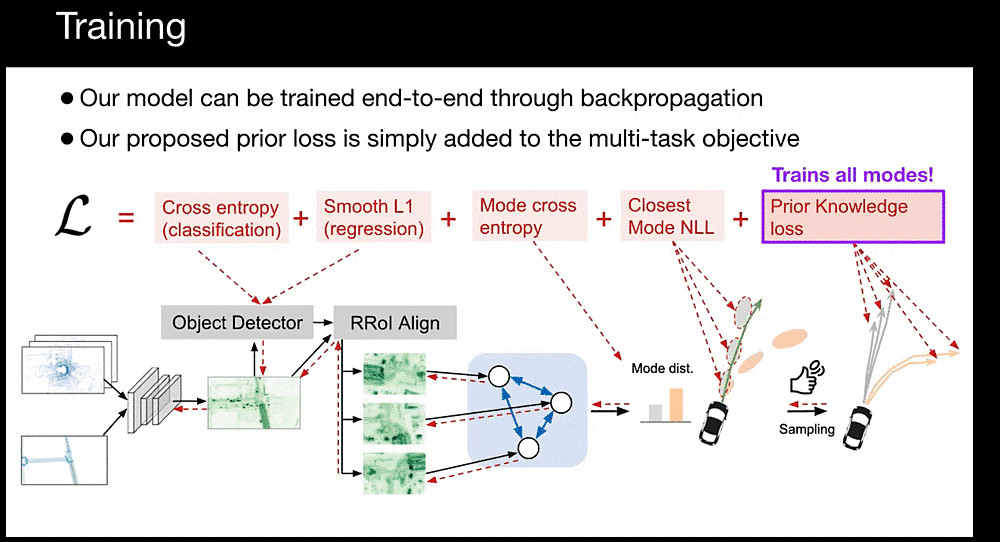 Training
● Our model can be trained end-to-end through backpropagation
● Our proposed prior loss is simply added to the multi-task objective
Trains all modes!
ℒ = Cross entropy (classification) + Smooth L1 (regression) + Mode cross entropy + Closest Mode NLL + Prior Knowledge loss
Object Detector
RRoI Align
Mode dist.
Sampling